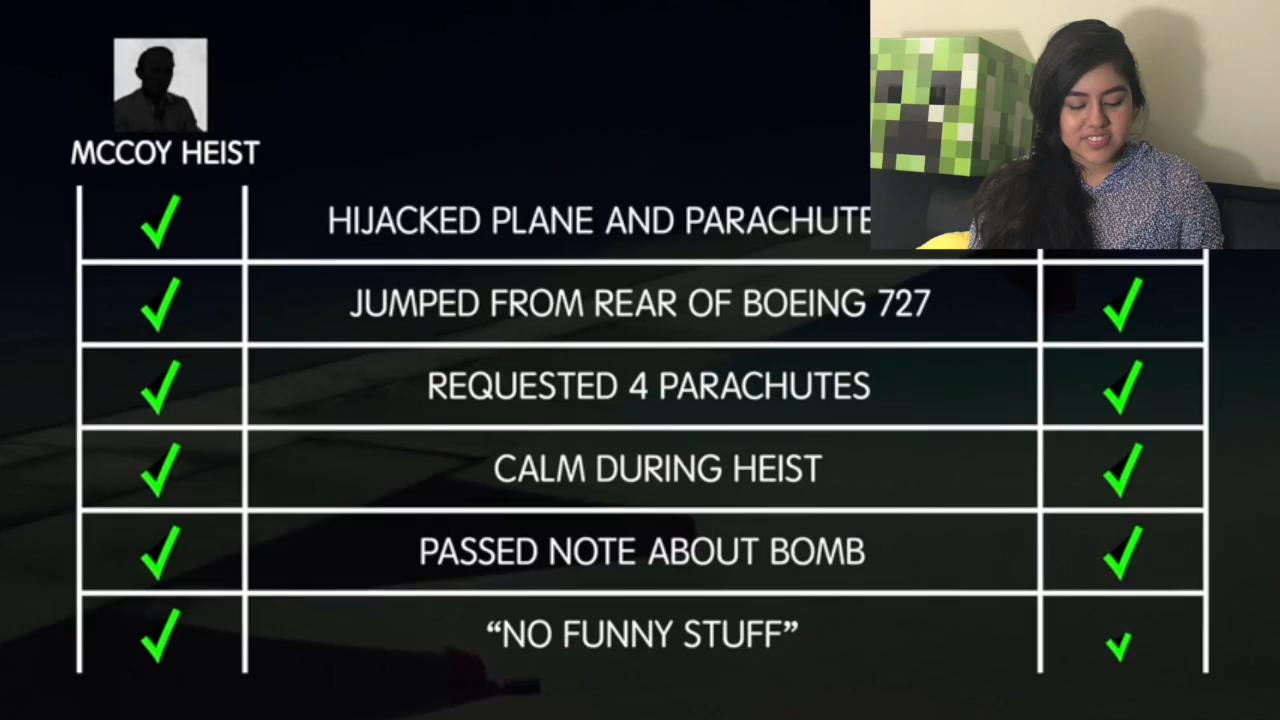 MCCOY HEIST
HIJACKED PLANE AND PARACHUTE
JUMPED FROM REAR OF BOEING 727
REQUESTED 4 PARACHUTES
CALM DURING HEIST
PASSED NOTE ABOUT BOMB
“NO FUNNY STUFF”